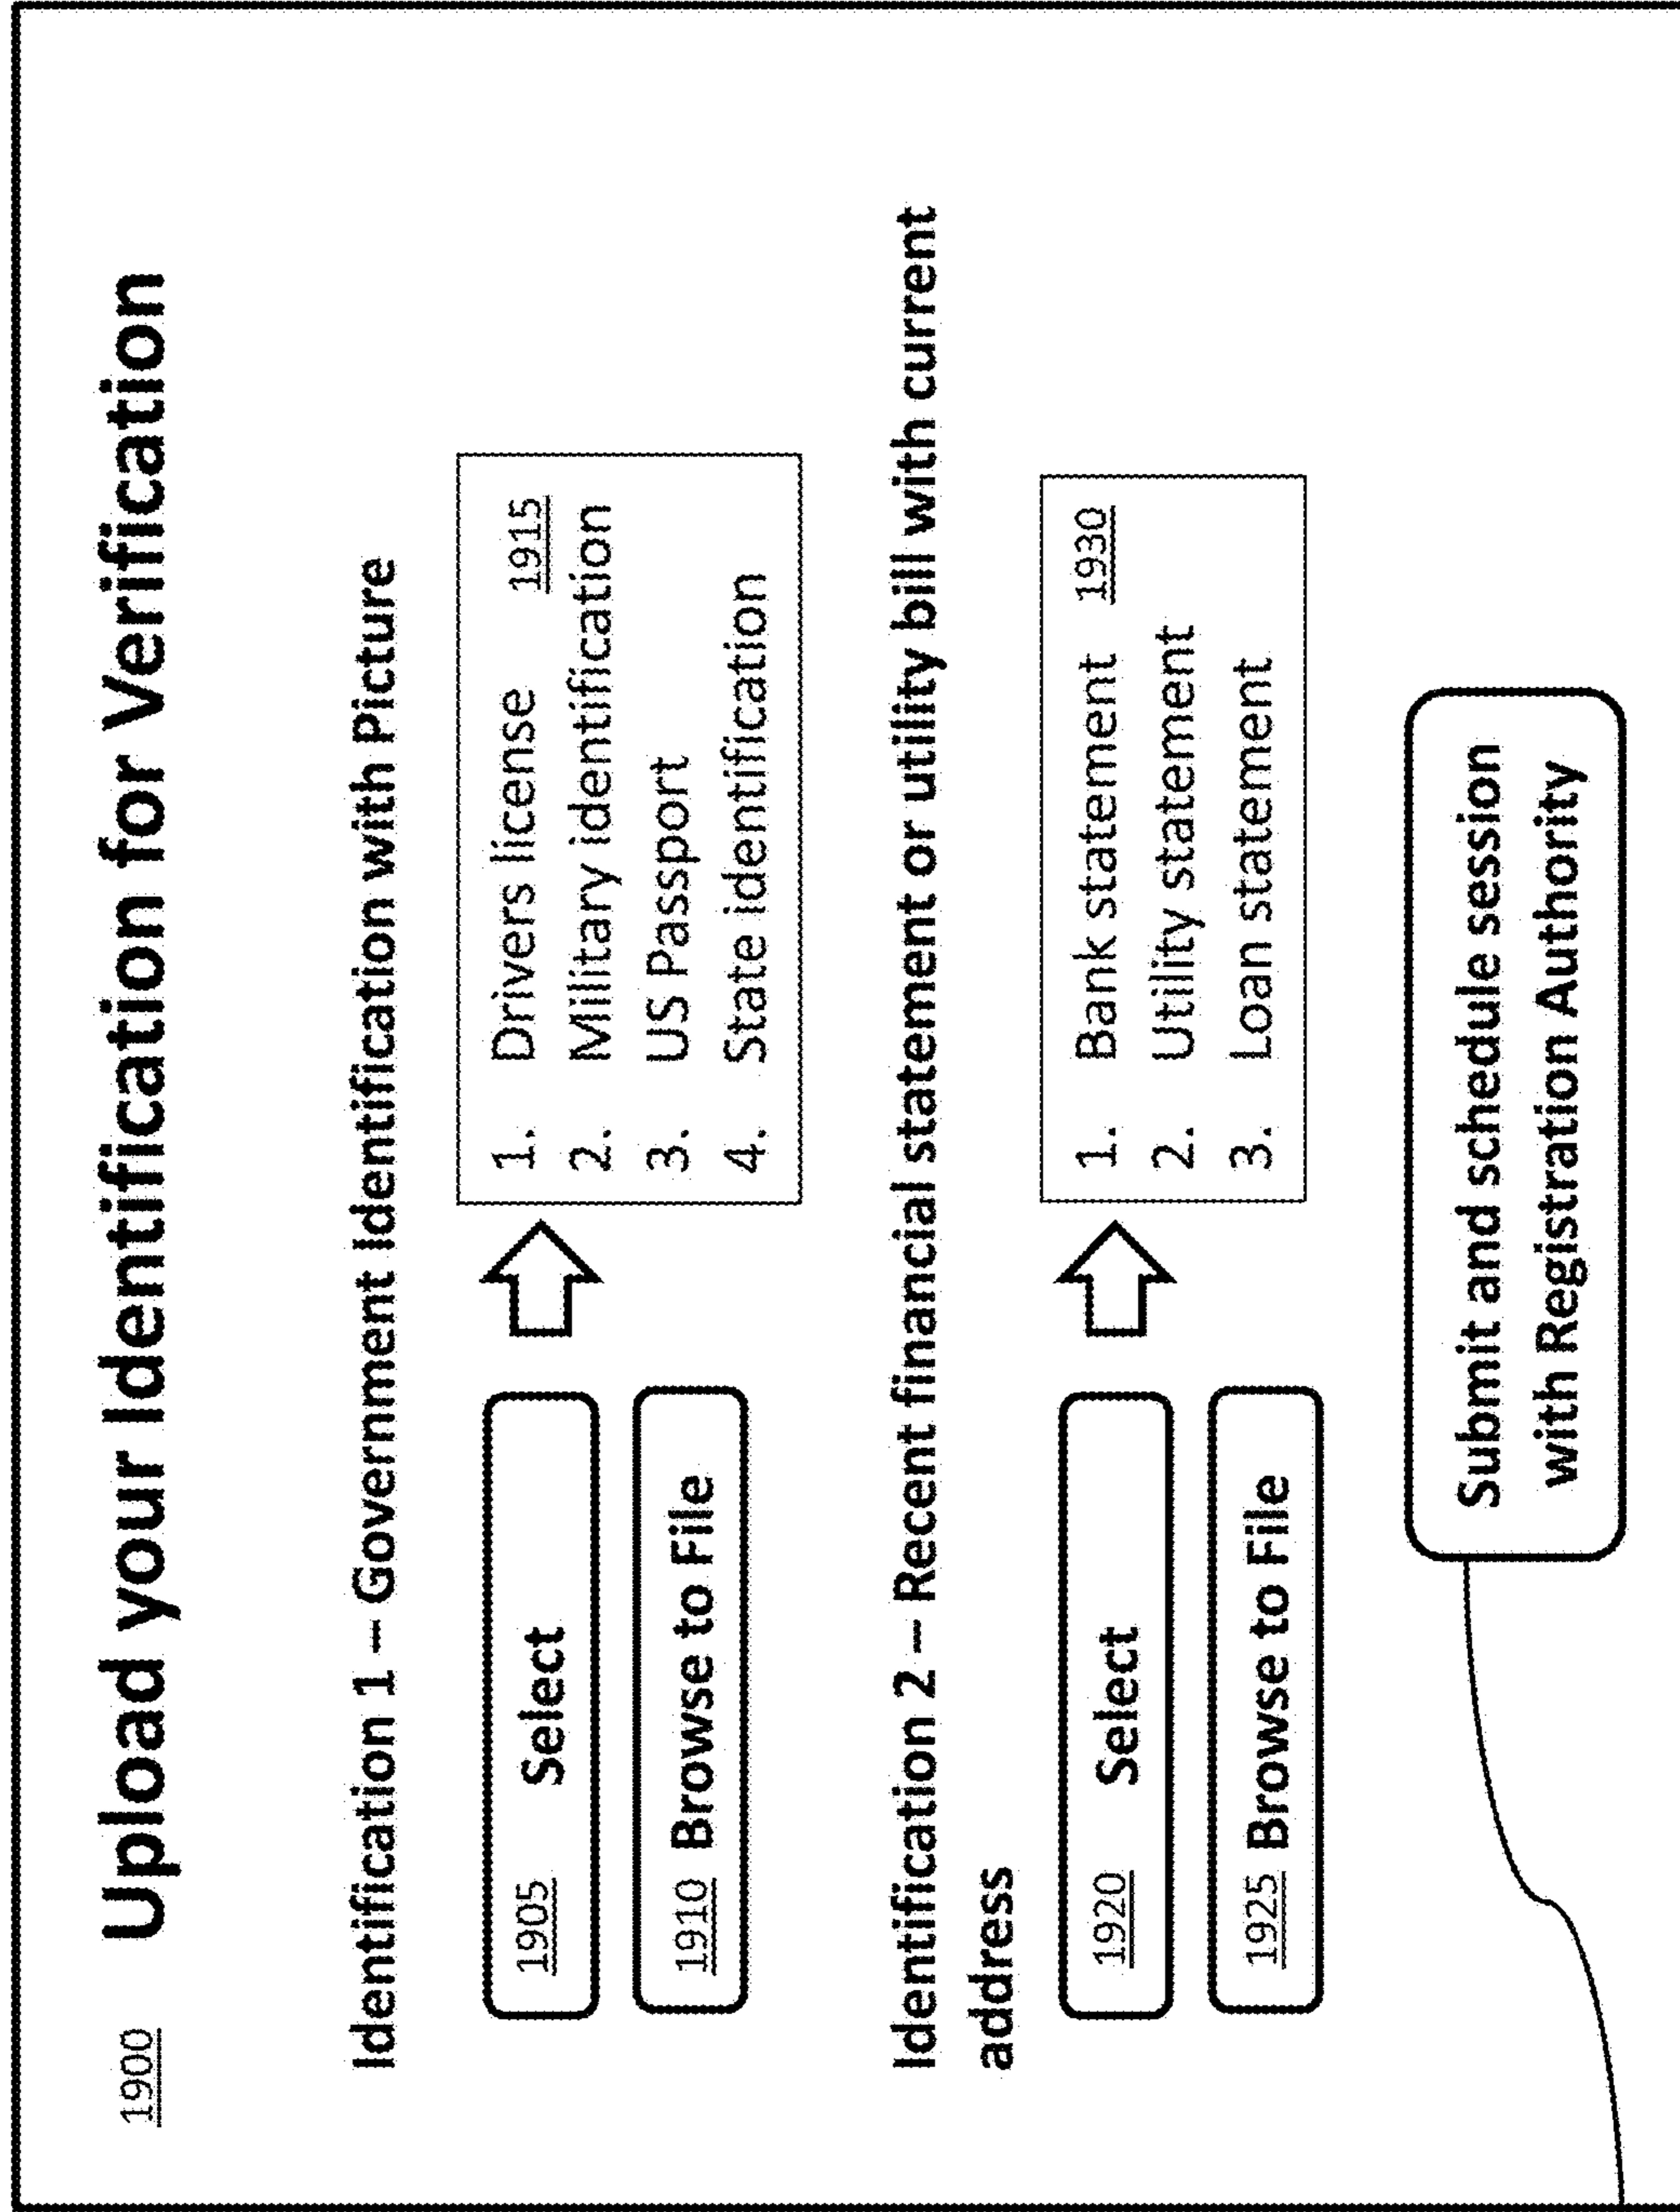 1900 Upload your Identification for Verification
Identification 1 – Government Identification with Picture
1905 Select
1910 Browse to File
1. Drivers license 1915
2. Military identification
3. US Passport
4. State identification
Identification 2 – Recent financial statement or utility bill with current
address
1920 Select
1925 Browse to File
1. Bank statement 1930
2. Utility statement
3. Loan statement
Submit and schedule session
with Registration Authority